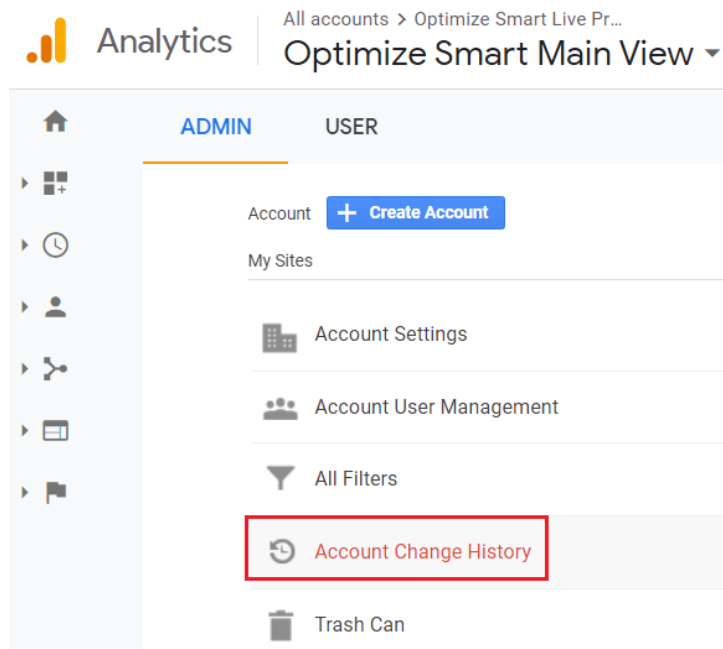 Analytics
All accounts > Optimize Smart Live Pr...
Optimize Smart Main View
ADMIN
USER
Account
+ Create Account
My Sites
Account Settings
Account User Management
All Filters
Account Change History
Trash Can